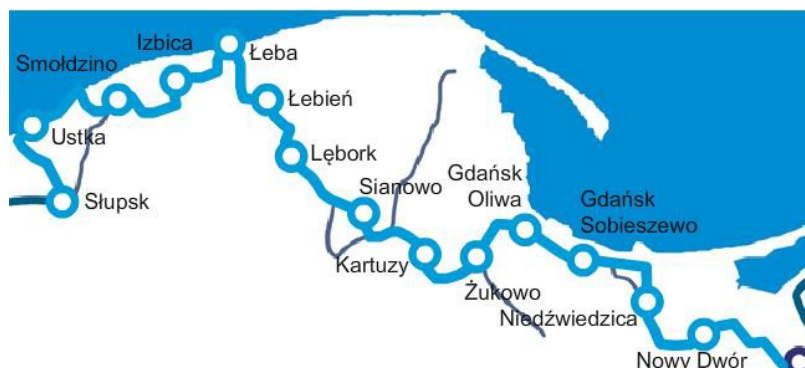 Izbica
Łeba
Smołdzino
Łebień
Ustka
Lębork
Słupsk
Sianowo
Gdańsk
Oliwa
Gdańsk
Sobieszewo
Kartuzy
Żukowo
Niedźwiedzica
Nowy Dwór